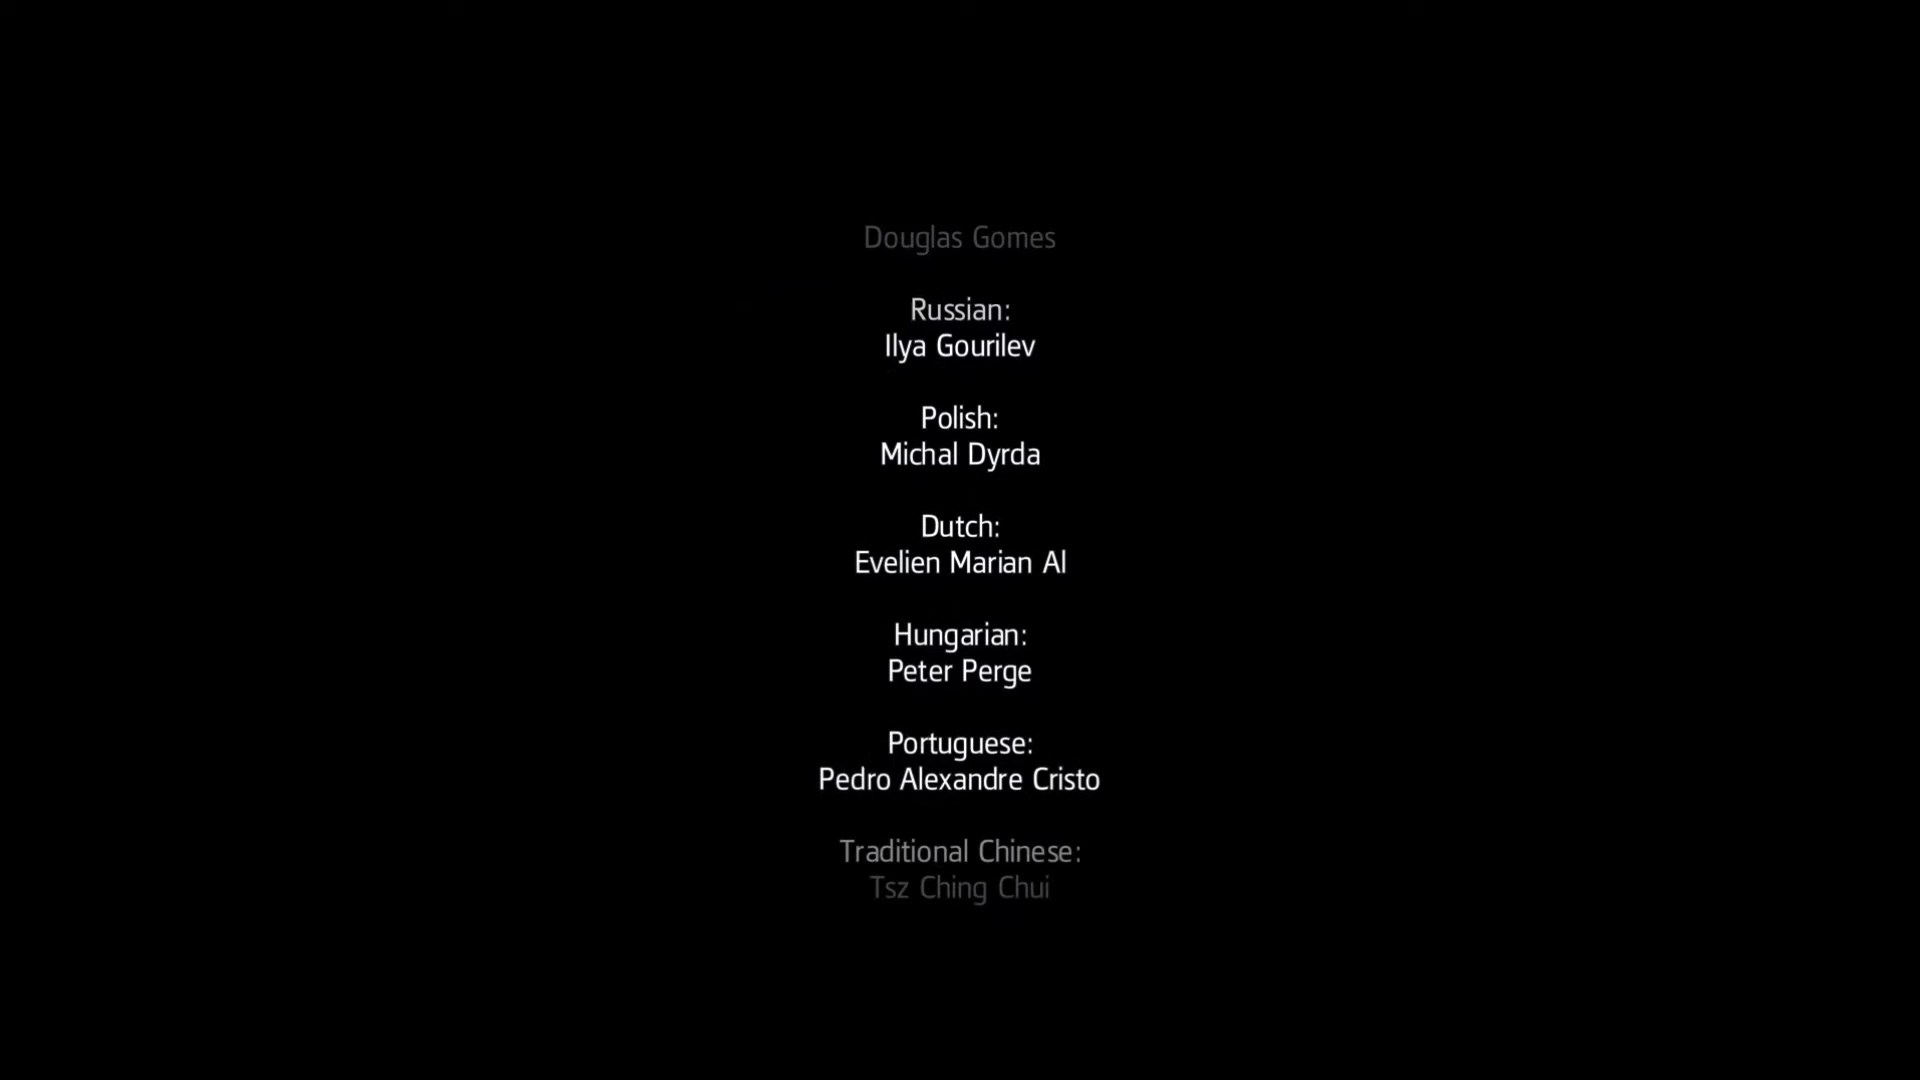 Douglas Gomes
Russian:
Ilya Gourilev
Polish:
Michal Dyrda
Dutch:
Evelien Marian Al
Hungarian:
Peter Perge
Portuguese:
Pedro Alexandre Cristo
Traditional Chinese:
Tsz Ching Chui